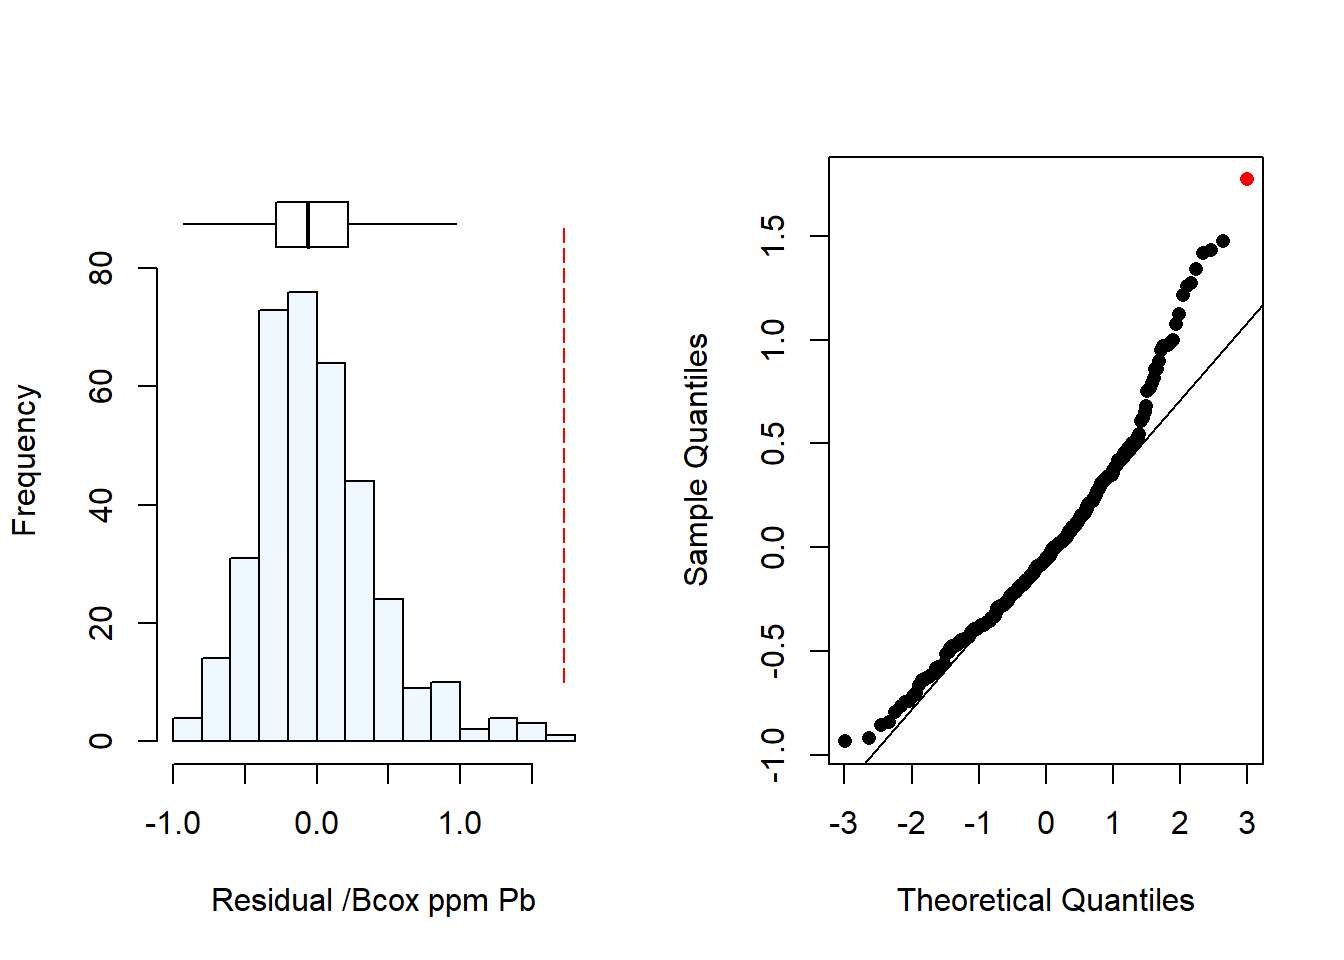 Frequency
80
60
40
20
0
-1.0 0.0 1.0
Residual /Bcox ppm Pb
Sample Quantiles
1.5
1.0
0.5
0.0
-0.5
-1.0
-3 -2 -1 0 1 2 3
Theoretical Quantiles